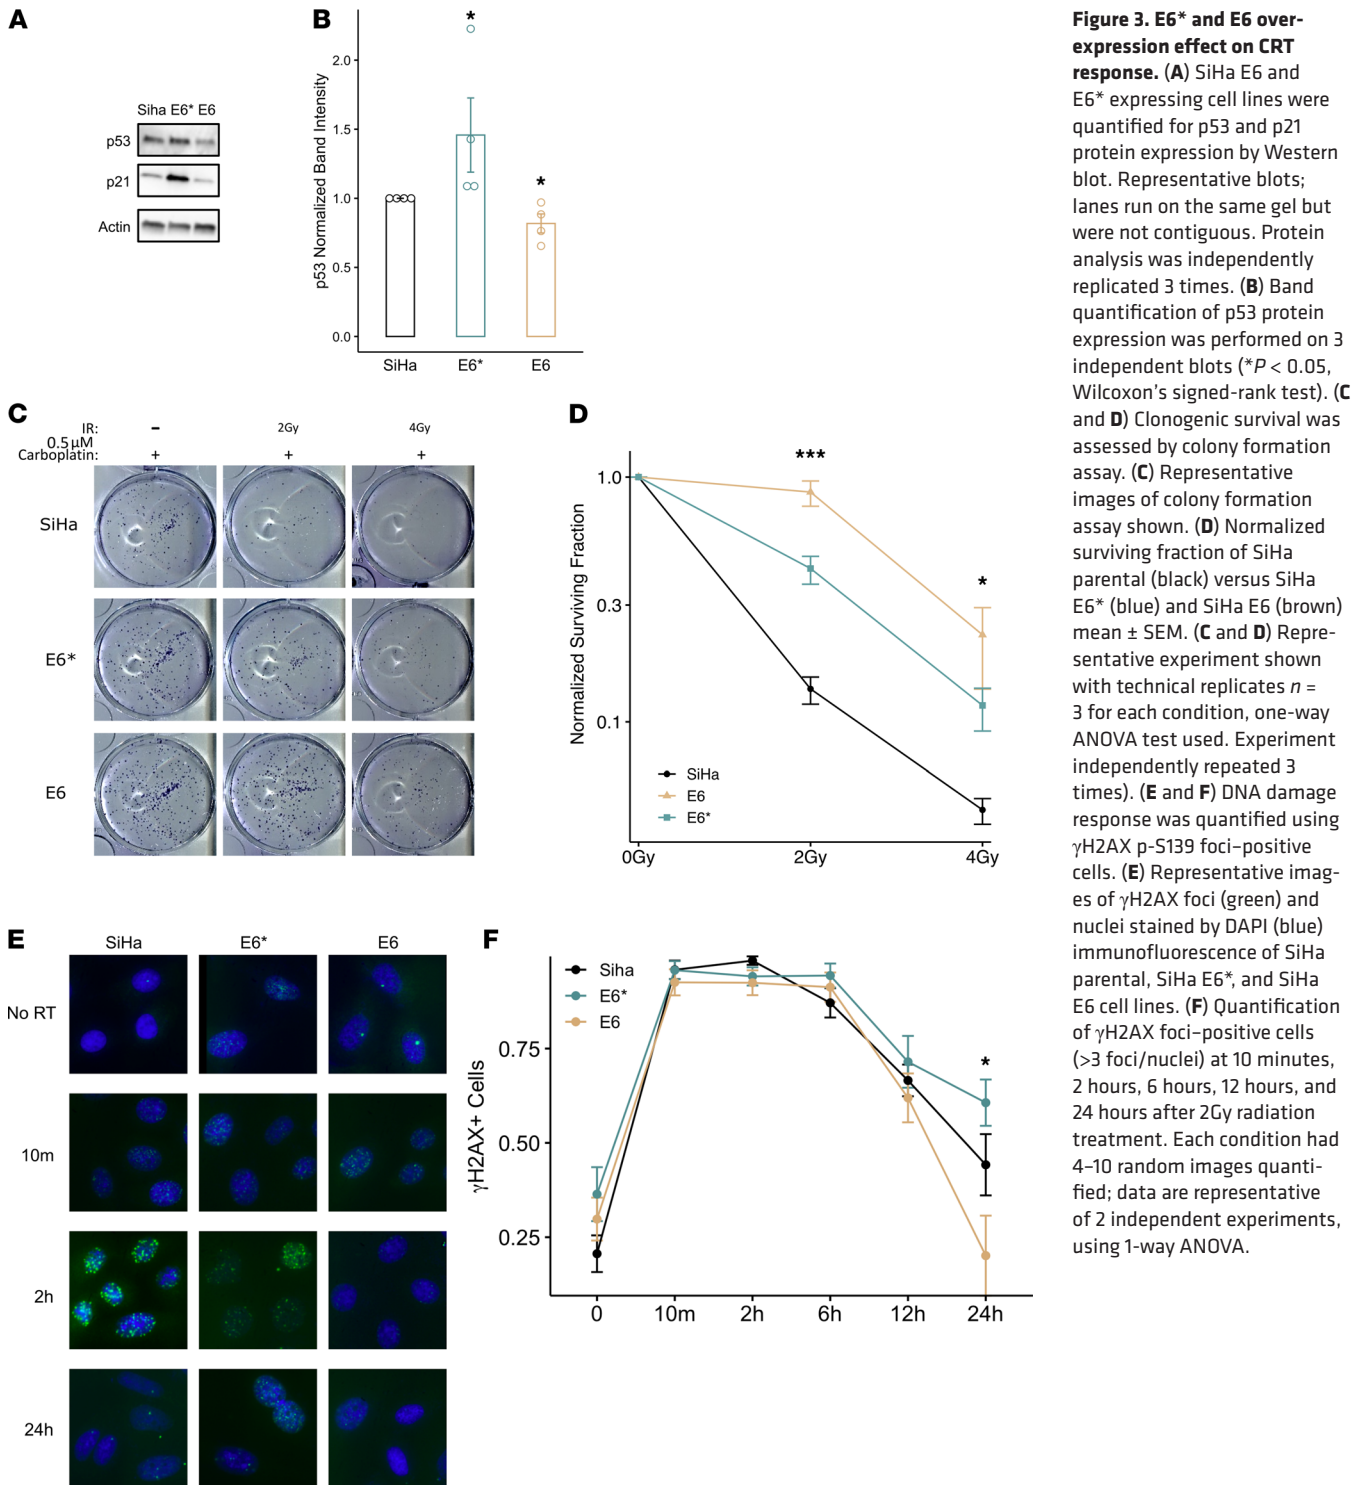 A
Siha E6* E6
p53
p21
Actin
B
p53 Normalized Band Intensity
2.0
1.5
1.0
0.5
0.0
*
*
SiHa E6* E6
C
IR: – 2Gy 4Gy
0.5 µM
Carboplatin: + + +
SiHa
E6*
E6
D
Normalized Surviving Fraction
1.0
0.3
0.1
***
*
SiHa
E6
E6*
0Gy 2Gy 4Gy
E
SiHa E6* E6
No RT
10m
2h
24h
F
γH2AX+ Cells
Siha
E6*
E6
0.75
0.50
0.25
*
0 10m 2h 6h 12h 24h
Figure 3. E6* and E6 over-
expression effect on CRT
response. (A) SiHa E6 and
E6* expressing cell lines were
quantified for p53 and p21
protein expression by Western
blot. Representative blots;
lanes run on the same gel but
were not contiguous. Protein
analysis was independently
replicated 3 times. (B) Band
quantification of p53 protein
expression was performed on 3
independent blots (*P < 0.05,
Wilcoxon’s signed-rank test). (C
and D) Clonogenic survival was
assessed by colony formation
assay. (C) Representative
images of colony formation
assay shown. (D) Normalized
surviving fraction of SiHa
parental (black) versus SiHa
E6* (blue) and SiHa E6 (brown)
mean ± SEM. (C and D) Repre-
sentative experiment shown
with technical replicates n =
3 for each condition, one-way
ANOVA test used. Experiment
independently repeated 3
times). (E and F) DNA damage
response was quantified using
γH2AX p-S139 foci–positive
cells. (E) Representative imag-
es of γH2AX foci (green) and
nuclei stained by DAPI (blue)
immunofluorescence of SiHa
parental, SiHa E6*, and SiHa
E6 cell lines. (F) Quantification
of γH2AX foci–positive cells
(>3 foci/nuclei) at 10 minutes,
2 hours, 6 hours, 12 hours, and
24 hours after 2Gy radiation
treatment. Each condition had
4–10 random images quanti-
fied; data are representative
of 2 independent experiments,
using 1-way ANOVA.